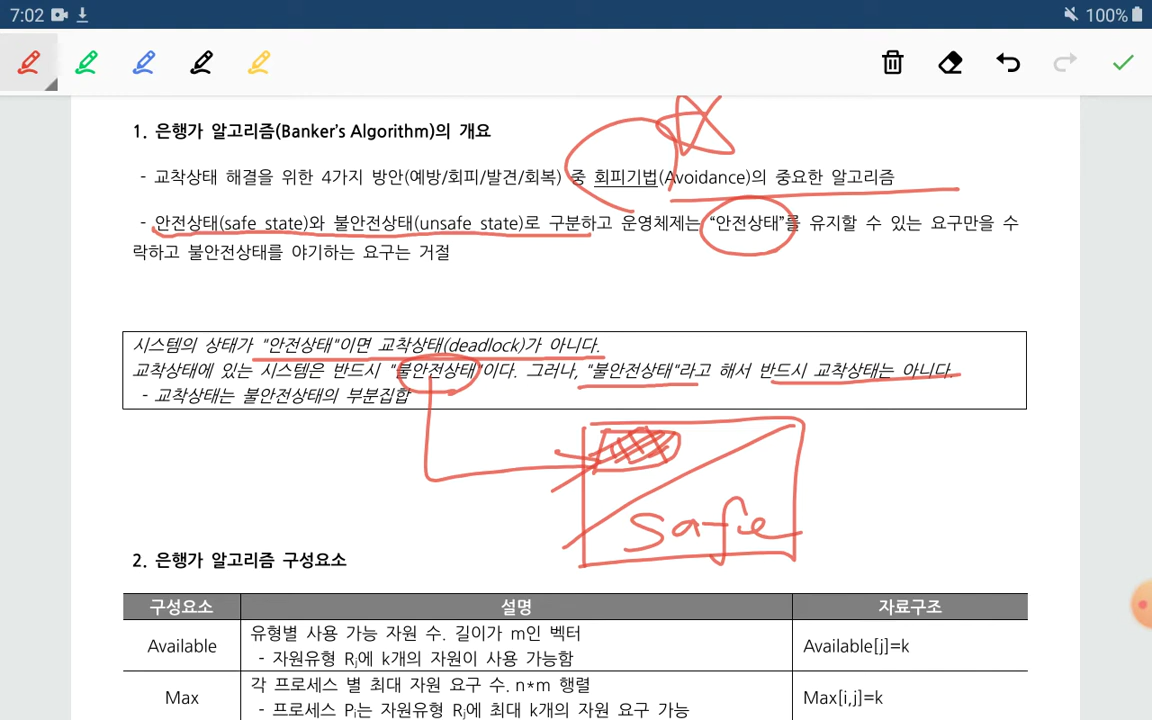 7:02
100%
1. 은행가 알고리즘(Banker's Algorithm)의 개요
- 교착상태 해결을 위한 4가지 방안(예방/회피/발견/회복) 중 회피기법(Avoidance)의 중요한 알고리즘
- 안전상태(safe state)와 불안전상태(unsafe state)로 구분하고 운영체제는 “안전상태”를 유지할 수 있는 요구만을 수
락하고 불안전상태를 야기하는 요구는 거절
시스템의 상태가 "안전상태"이면 교착상태(deadlock)가 아니다.
교착상태에 있는 시스템은 반드시 "불안전상태"이다. 그러나, "불안전상태"라고 해서 반드시 교착상태는 아니다.
- 교착상태는 불안전상태의 부분집합
safe
2. 은행가 알고리즘 구성요소
구성요소 설명 자료구조
유형별 사용 가능 자원 수. 길이가 m인 벡터
Available Available[j]=k
- 자원유형 Rj에 k개의 자원이 사용 가능함
각 프로세스 별 최대 자원 요구 수. n*m 행렬
Max Max[i,j]=k
- 프로세스 Pi는 자원유형 Rj에 최대 k개의 자원 요구 가능